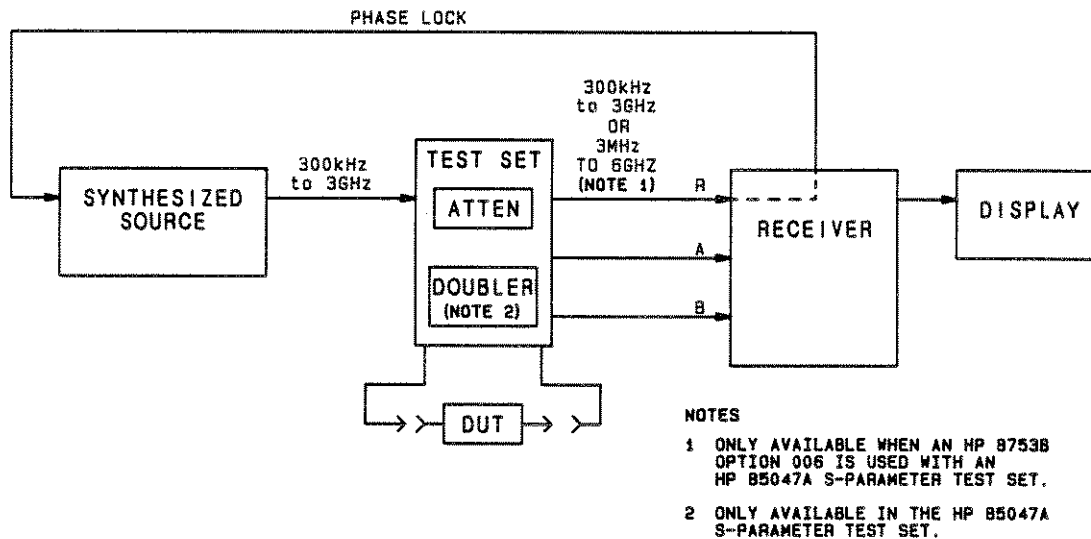 PHASE LOCK
300kHz
to 3GHz
OR
3MHz
TO 6GHZ
(NOTE 1)
300kHz
to 3GHz
SYNTHESIZED
SOURCE
TEST SET
ATTEN
DOUBLER
(NOTE 2)
R
A
B
RECEIVER
DISPLAY
DUT
NOTES
1 ONLY AVAILABLE WHEN AN HP 8753B
OPTION 006 IS USED WITH AN
HP 85047A S-PARAMETER TEST SET.
2 ONLY AVAILABLE IN THE HP 85047A
S-PARAMETER TEST SET.